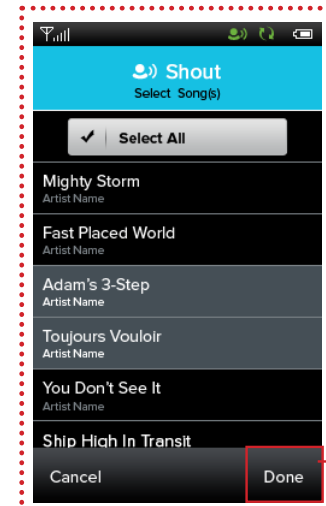 Shout
Select Song(s)
Select All
Mighty Storm
Artist Name
Fast Placed World
Artist Name
Adam's 3-Step
Artist Name
Toujours Vouloir
Artist Name
You Don't See It
Artist Name
Ship High In Transit
Cancel Done